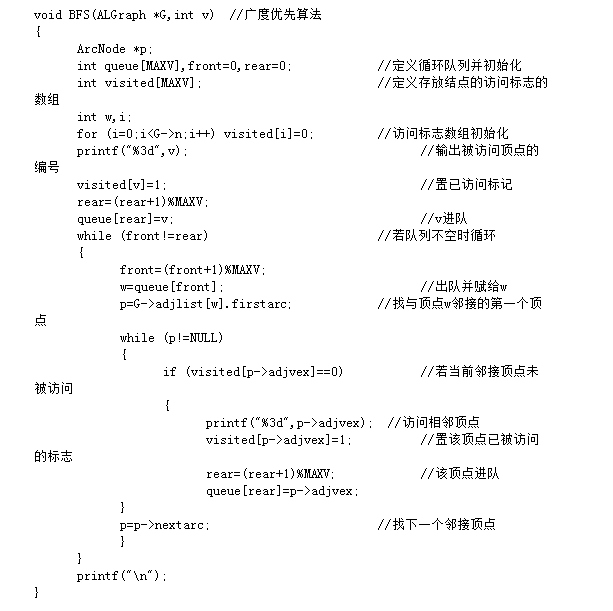 void BFS(ALGraph *G,int v)  //广度优先算法
{
ArcNode *p;
int queue[MAXV],front=0,rear=0;  //定义循环队列并初始化
int visited[MAXV];  //定义存放结点的访问标志的
数组
int w,i;
for (i=0;i<G->n;i++) visited[i]=0;  //访问标志数组初始化
printf("%3d",v);  //输出被访问顶点的
编号
visited[v]=1;  //置已访问标记
rear=(rear+1)%MAXV;
queue[rear]=v;  //v进队
while (front!=rear)  //若队列不空时循环
{
front=(front+1)%MAXV;
w=queue[front];  //出队并赋给w
p=G->adjlist[w].firstarc;  //找与顶点w邻接的第一个顶
点
while (p!=NULL)
{
if (visited[p->adjvex]==0)  //若当前邻接顶点未
被访问
{
printf("%3d",p->adjvex);  //访问相邻顶点
visited[p->adjvex]=1;  //置该顶点已被访问
的标志
rear=(rear+1)%MAXV;  //该顶点进队
queue[rear]=p->adjvex;
}
p=p->nextarc;  //找下一个邻接顶点
}
}
printf("\n");
}